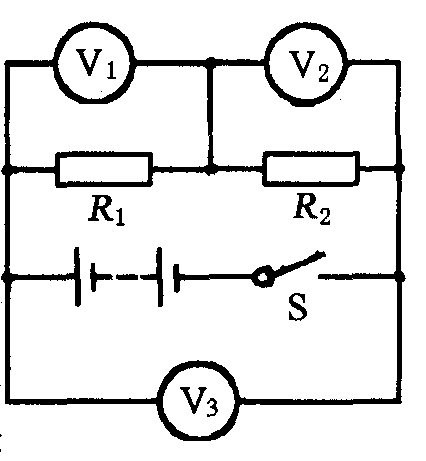 V₁ V₂
R₁ R₂
S
V₃